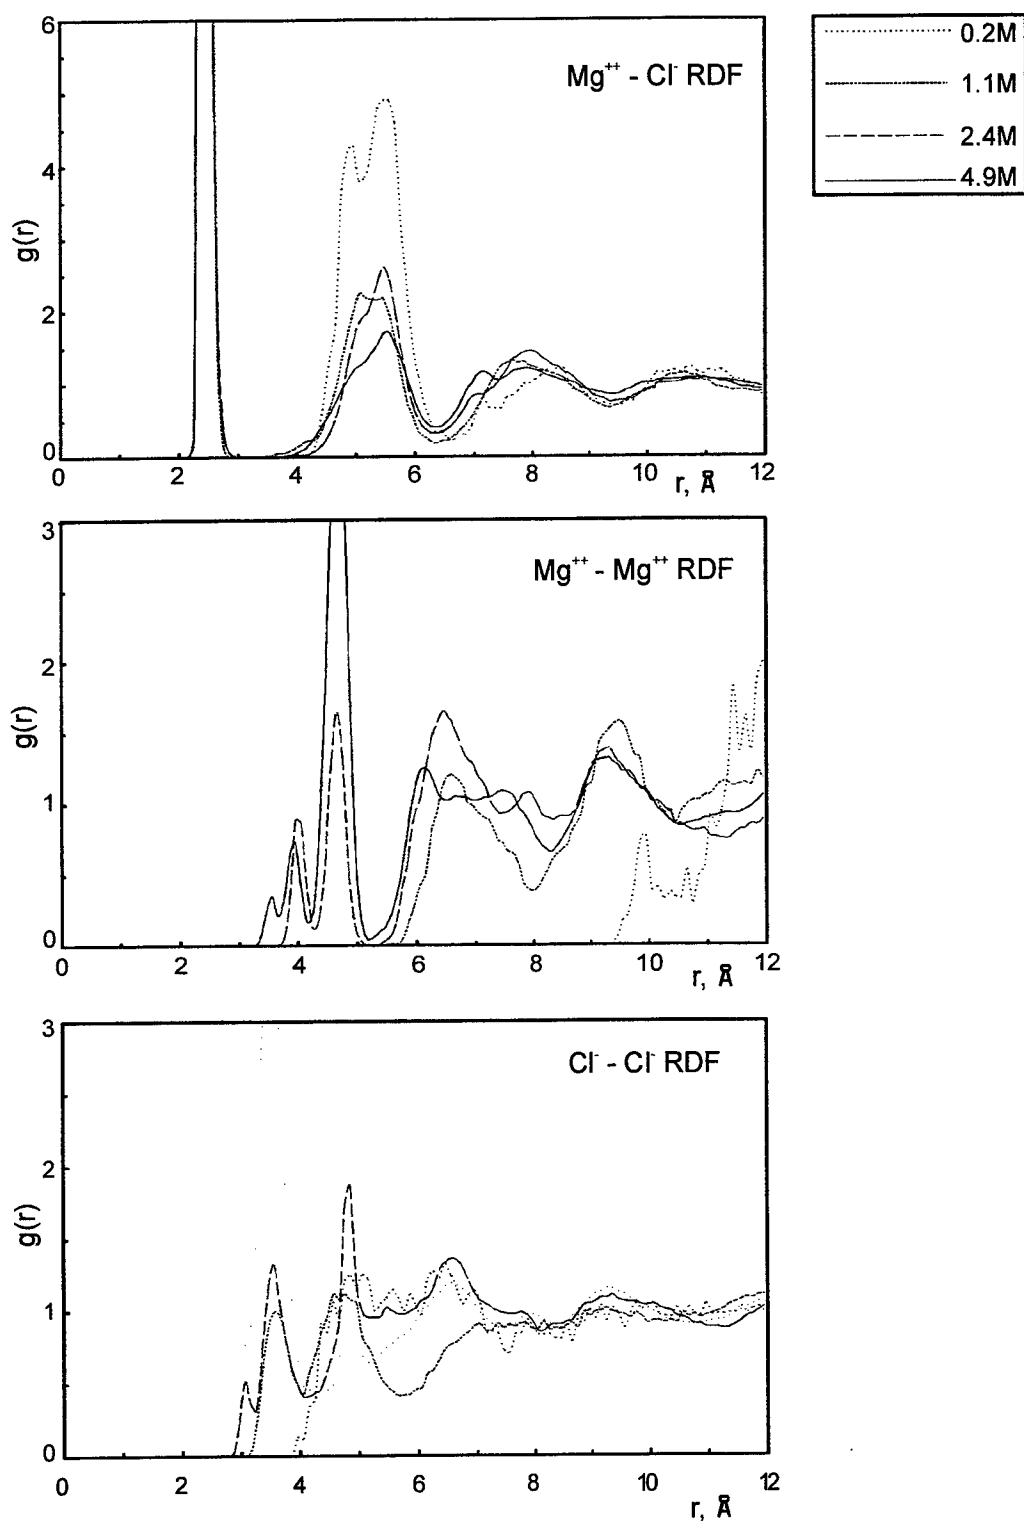 0.2M
1.1M
2.4M
4.9M
Mg++ - Cl- RDF
g(r)
6
4
2
0
0 2 4 6 8 10 12
r, Å
Mg++ - Mg++ RDF
g(r)
3
2
1
0
0 2 4 6 8 10 12
r, Å
Cl- - Cl- RDF
g(r)
3
2
1
0
0 2 4 6 8 10 12
r, Å